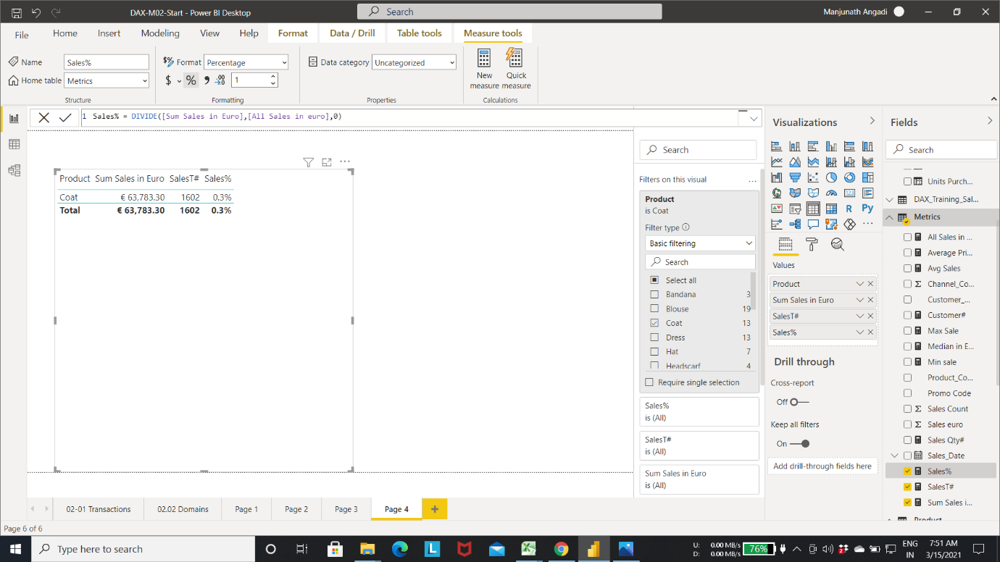 DAX-M02-Start - Power BI Desktop
Search
Manjunath Angadi
File
Home
Insert
Modeling
View
Help
Format
Data / Drill
Table tools
Measure tools
Name
Sales%
Home table
Metrics
Structure
$% Format
Percentage
$
%
1
Formatting
Data category
Uncategorized
Properties
New
measure
Quick
measure
Calculations
1 Sales% = DIVIDE([Sum Sales in Euro],[All Sales in euro],0)
Product Sum Sales in Euro SalesT# Sales%
Coat € 63,783.30 1602 0.3%
Total € 63,783.30 1602 0.3%
Search
Filters on this visual
Product
is Coat
Filter type
Basic filtering
Search
Select all
Bandana 3
Blouse 19
Coat 13
Dress 13
Hat 7
Headscarf 4
Require single selection
Sales%
is (All)
SalesT#
is (All)
Sum Sales in Euro
is (All)
Visualizations
R
Py
Values
Product
Sum Sales in Euro
SalesT#
Sales%
Drill through
Cross-report
Off
Keep all filters
On
Add drill-through fields here
Fields
Search
Units Purch...
DAX_Training_Sal...
Metrics
All Sales in ...
Average Pri...
Avg Sales
Channel_Co...
Customer_...
Customer#
Max Sale
Median in E...
Min sale
Product_Co...
Promo Code
Sales Count
Sales euro
Sales Qty#
Sales_Date
Sales%
SalesT#
Sum Sales i...
Product
02-01 Transactions
02.02 Domains
Page 1
Page 2
Page 3
Page 4
+
Page 6 of 6
Type here to search
U: 0.00 MB/s
D: 0.00 MB/s
76%
ENG
IN
7:51 AM
3/15/2021